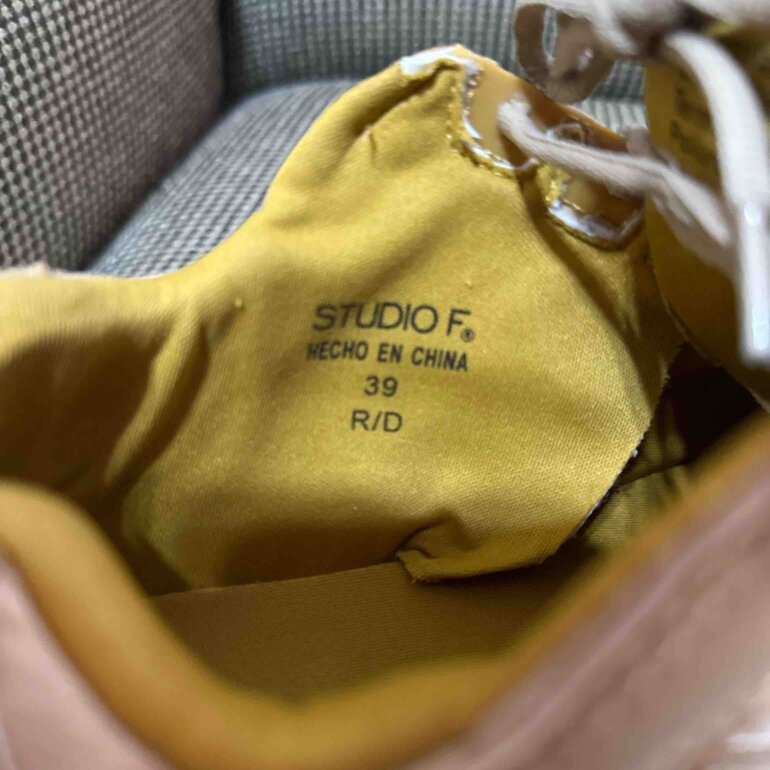 STUDIO F®
HECHO EN CHINA
39
R/D